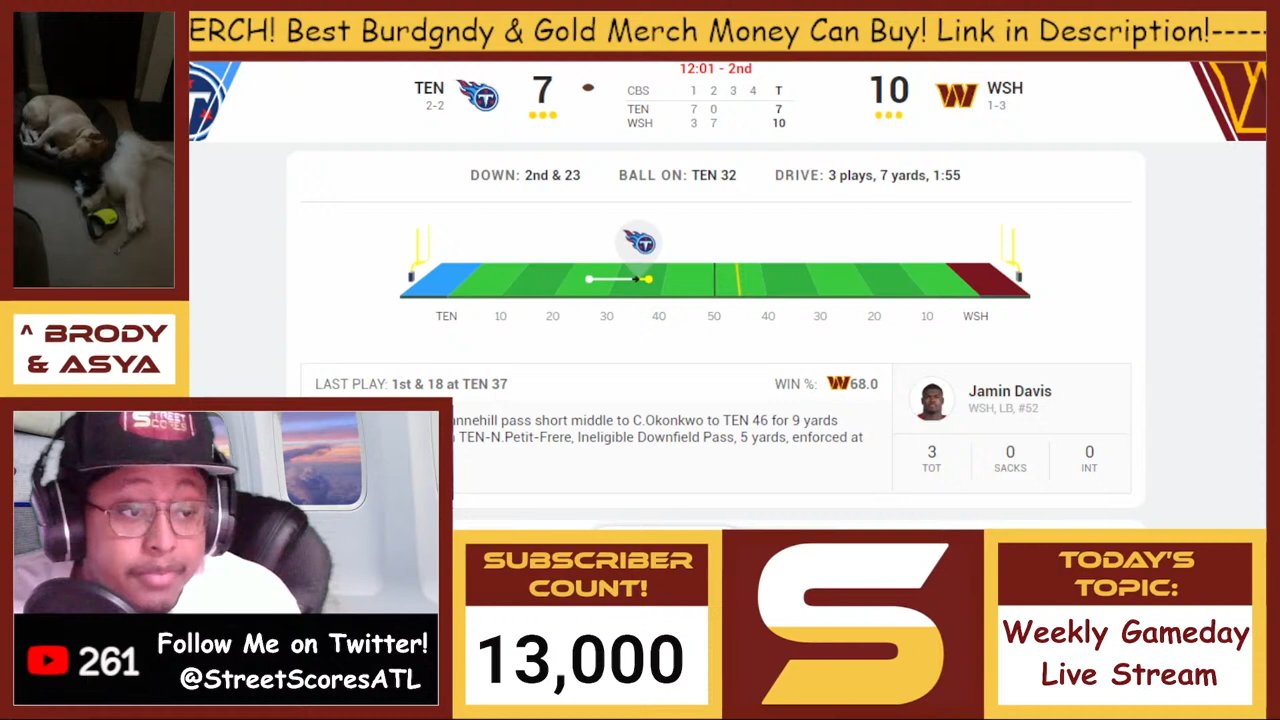 ERCH! Best Burdgndy & Gold Merch Money Can Buy! Link in Description!-----
12:01 - 2nd
TEN
2-2
7
CBS 1 2 3 4 T
TEN 7 0 7
WSH 3 7 10
10
WSH
1-3
DOWN: 2nd & 23
BALL ON: TEN 32
DRIVE: 3 plays, 7 yards, 1:55
TEN 10 20 30 40 50 40 30 20 10 WSH
LAST PLAY: 1st & 18 at TEN 37
WIN %: W 68.0
nnehill pass short middle to C.Okonkwo to TEN 46 for 9 yards
TEN-N.Petit-Frere, Ineligible Downfield Pass, 5 yards, enforced at
Jamin Davis
WSH, LB, #52
3 0 0
TOT SACKS INT
^ BRODY
& ASYA
STREET
SCORES
261
Follow Me on Twitter!
@StreetScoresATL
SUBSCRIBER
COUNT!
13,000
S
TODAY'S
TOPIC:
Weekly Gameday
Live Stream